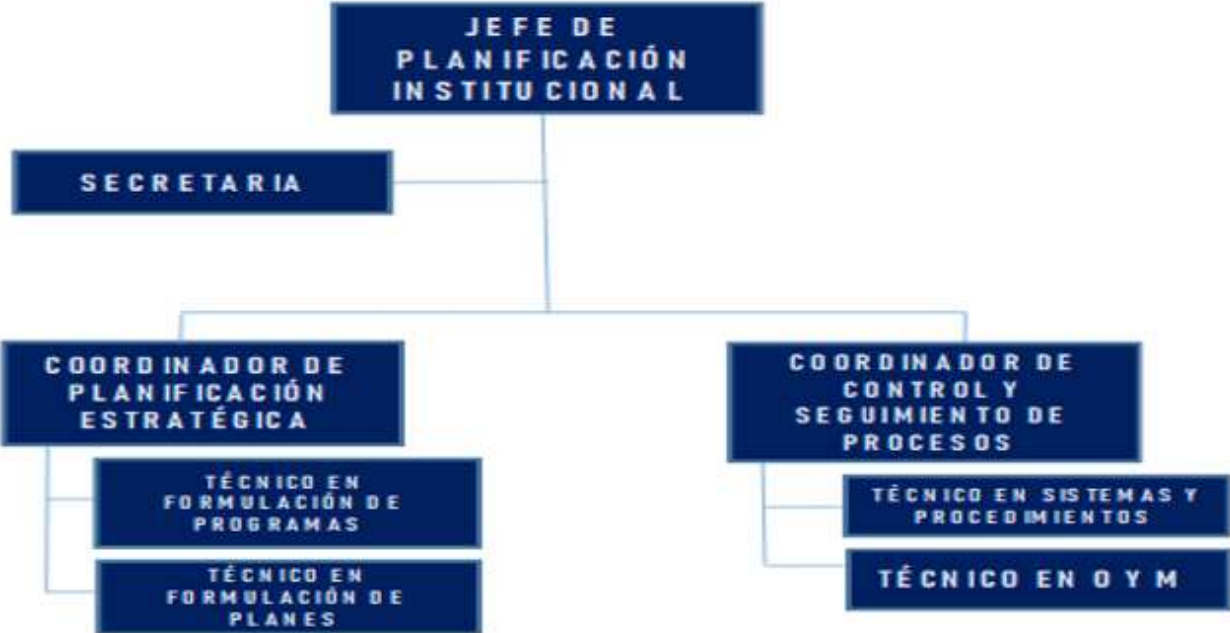 JEFE DE
PLANIFICACIÓN
INSTITUCIONAL
SECRETARIA
COORDINADOR DE
PLANIFICACIÓN
ESTRATÉGICA
TÉCNICO EN
FORMULACIÓN DE
PROGRAMAS
TÉCNICO EN
FORMULACIÓN DE
PLANES
COORDINADOR DE
CONTROL Y
SEGUIMIENTO DE
PROCESOS
TÉCNICO EN SISTEMAS Y
PROCEDIMIENTOS
TÉCNICO EN O Y M